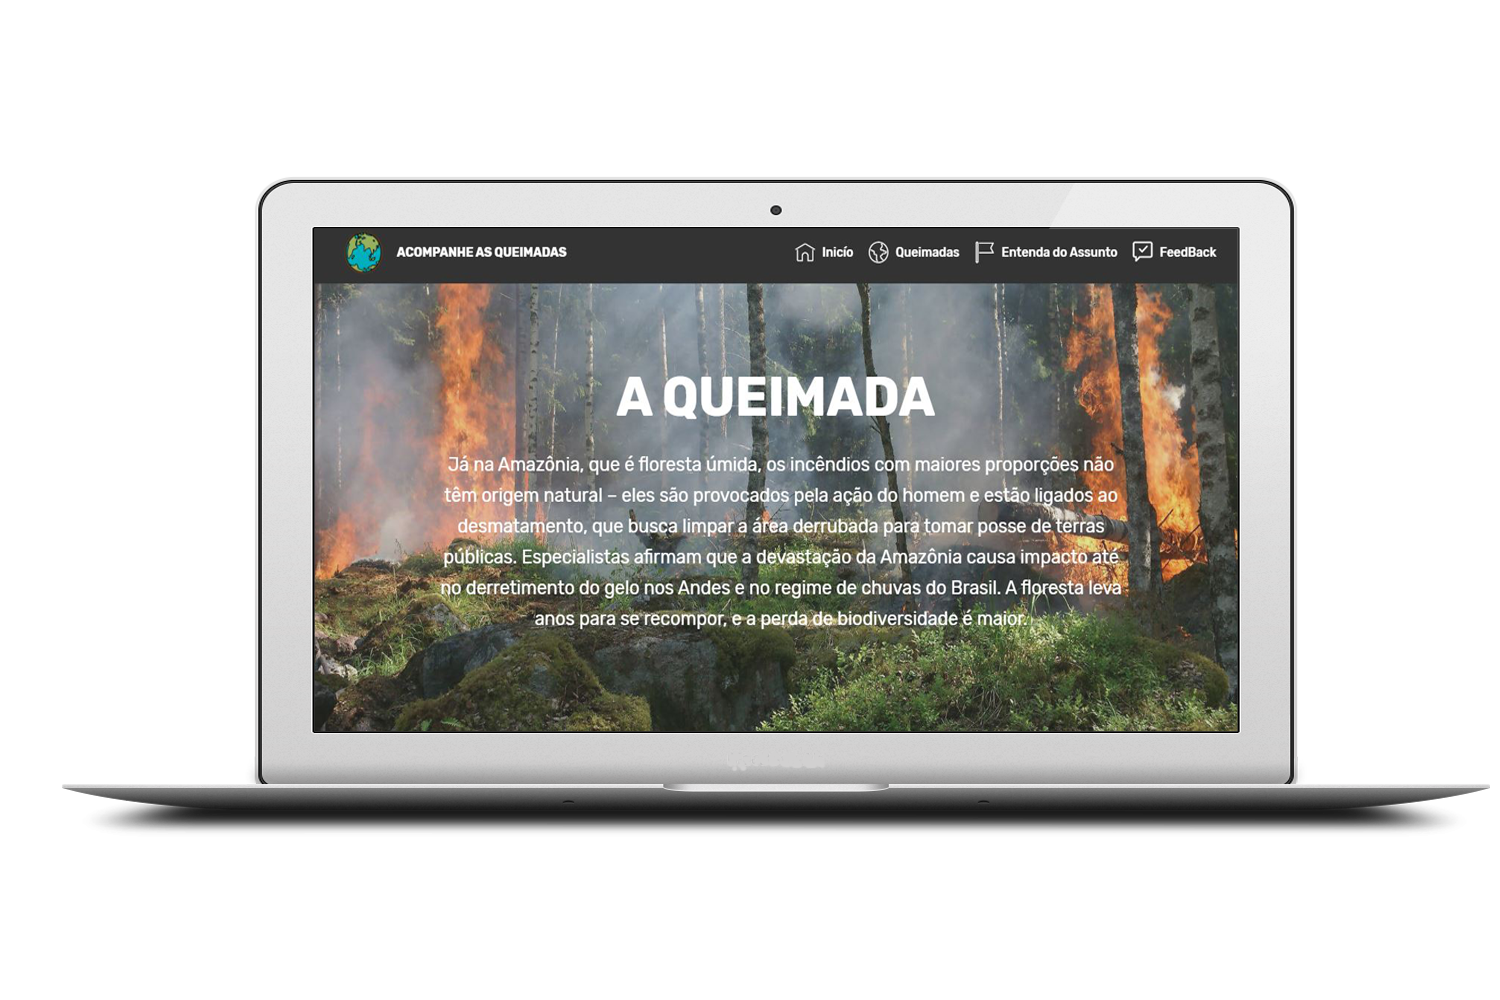 ACOMPANHE AS QUEIMADAS
Inicío
Queimadas
Entenda do Assunto
FeedBack
A QUEIMADA
Já na Amazônia, que é floresta úmida, os incêndios com maiores proporções não
têm origem natural – eles são provocados pela ação do homem e estão ligados ao
desmatamento, que busca limpar a área derrubada para tomar posse de terras
públicas. Especialistas afirmam que a devastação da Amazônia causa impacto até
no derretimento do gelo nos Andes e no regime de chuvas do Brasil. A floresta leva
anos para se recompor, e a perda de biodiversidade é maior.